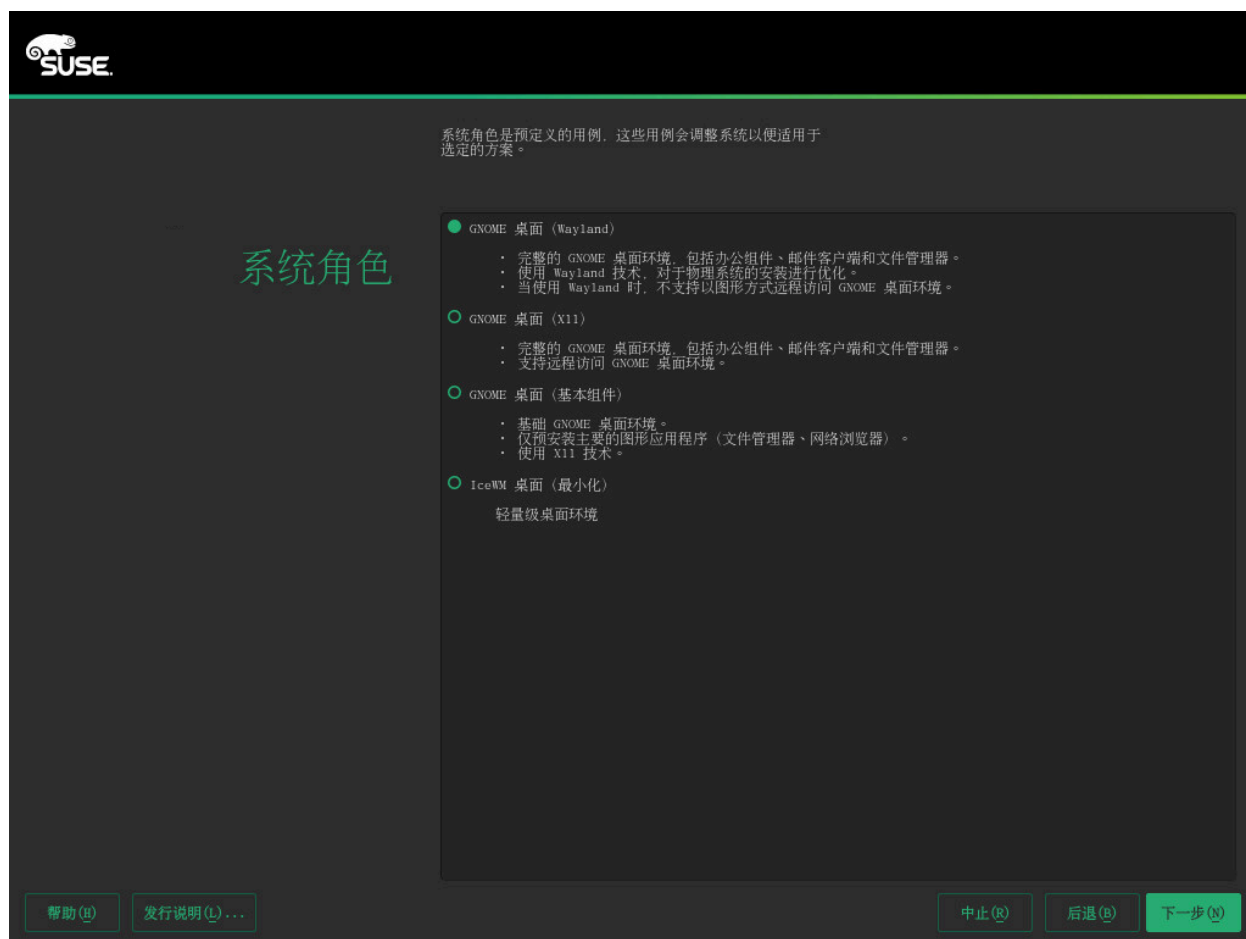 SUSE.
系统角色是预定义的用例，这些用例会调整系统以便适用于
选定的方案。
系统角色
GNOME 桌面（Wayland）
· 完整的 GNOME 桌面环境，包括办公组件、邮件客户端和文件管理器。
· 使用 Wayland 技术，对于物理系统的安装进行优化。
· 当使用 Wayland 时，不支持以图形方式远程访问 GNOME 桌面环境。
GNOME 桌面（X11）
· 完整的 GNOME 桌面环境，包括办公组件、邮件客户端和文件管理器。
· 支持远程访问 GNOME 桌面环境。
GNOME 桌面（基本组件）
· 基础 GNOME 桌面环境。
· 仅预安装主要的图形应用程序（文件管理器、网络浏览器）。
· 使用 X11 技术。
IceWM 桌面（最小化）
轻量级桌面环境
帮助(H) 发行说明(L)... 中止(R) 后退(B) 下一步(N)